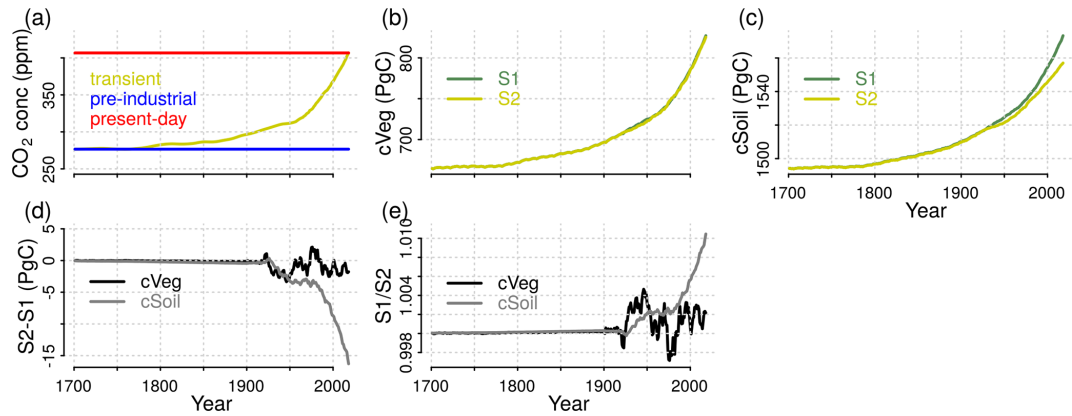 (a)
CO2 conc (ppm)
350
250
transient
pre-industrial
present-day
(b)
cVeg (PgC)
800
700
S1
S2
(c)
cSoil (PgC)
1540
1500
S1
S2
1700 1800 1900 2000
Year
(d)
S2-S1 (PgC)
5
0
-5
-15
cVeg
cSoil
1700 1800 1900 2000
Year
(e)
S1/S2
1.010
1.004
0.998
cVeg
cSoil
1700 1800 1900 2000
Year